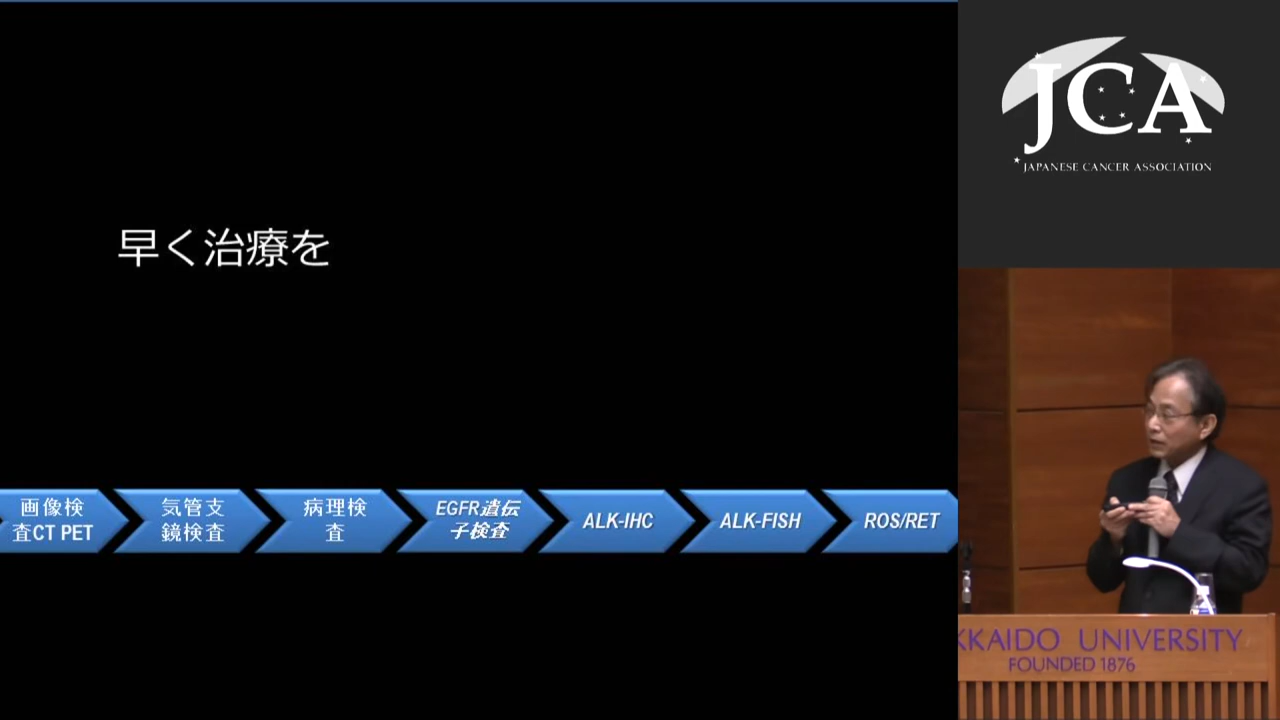 早く治療を
画像検
査CT PET
気管支
鏡検査
病理検
査
EGFR遺伝
子検査
ALK-IHC
ALK-FISH
ROS/RET
JCA
JAPANESE CANCER ASSOCIATION
KKAIDO UNIVERSITY
FOUNDED 1876